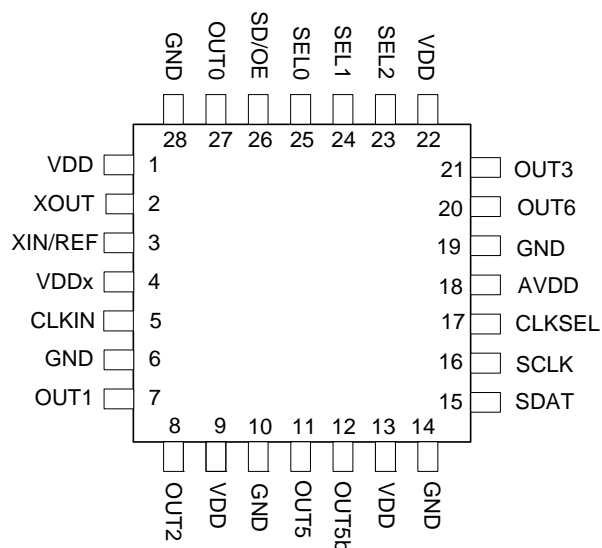 GND OUT0 SD/OE SEL0 SEL1 SEL2 VDD
28 27 26 25 24 23 22
VDD 1 21 OUT3
XOUT 2 20 OUT6
XIN/REF 3 19 GND
VDDx 4 18 AVDD
CLKIN 5 17 CLKSEL
GND 6 16 SCLK
OUT1 7 15 SDAT
8 9 10 11 12 13 14
OUT2 VDD GND OUT5 OUT5b VDD GND